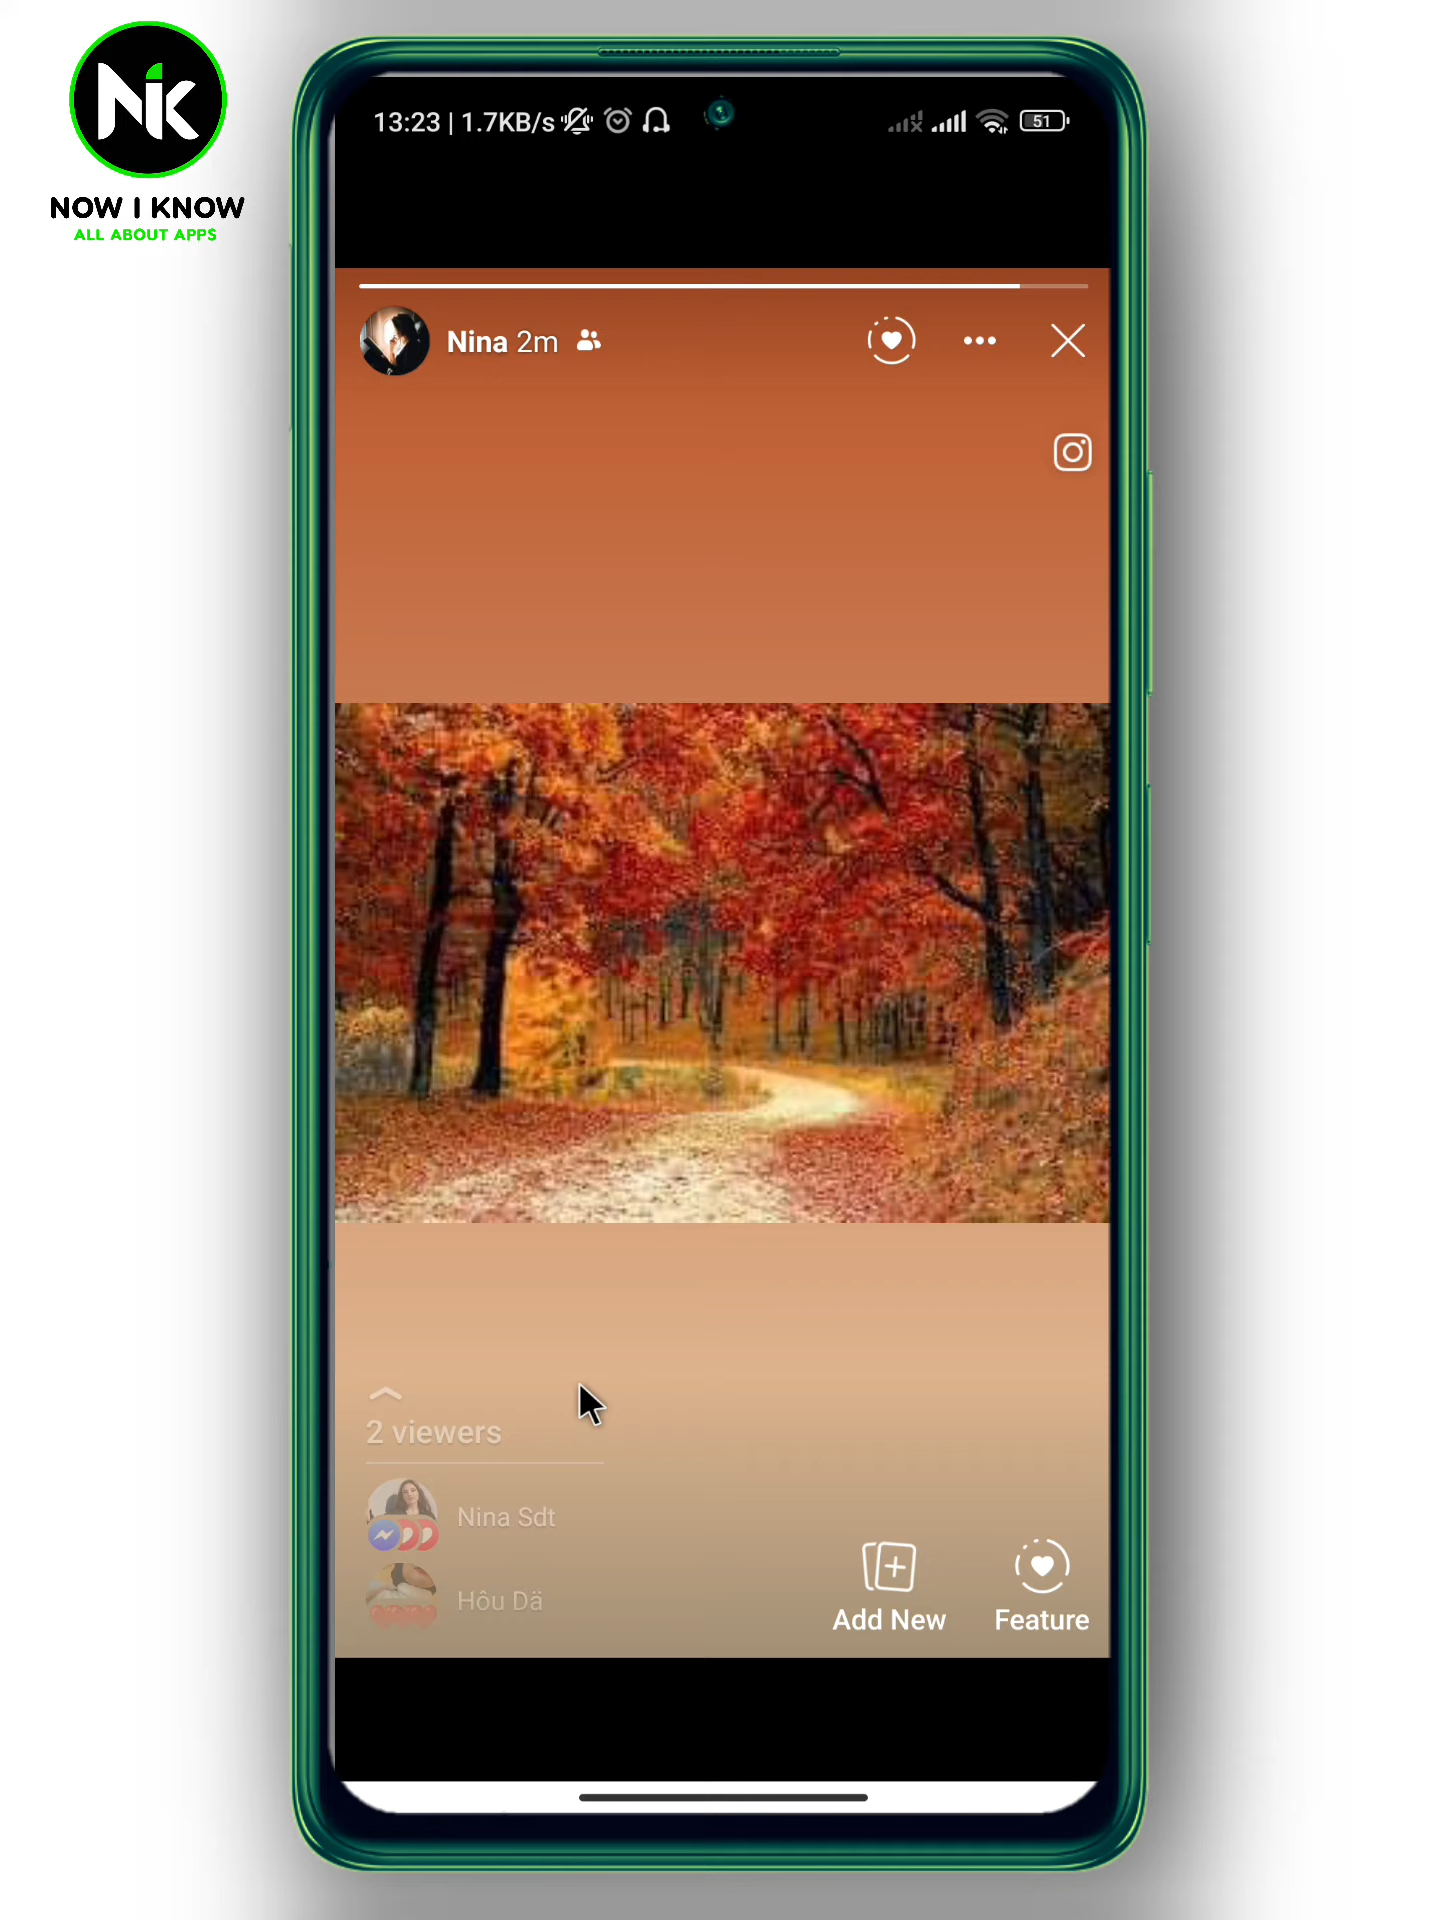 NiK
NOW I KNOW
ALL ABOUT APPS
13:23 | 1.7KB/s
51
Nina 2m
2 viewers
Nina Sdt
Hôu Dä
Add New
Feature